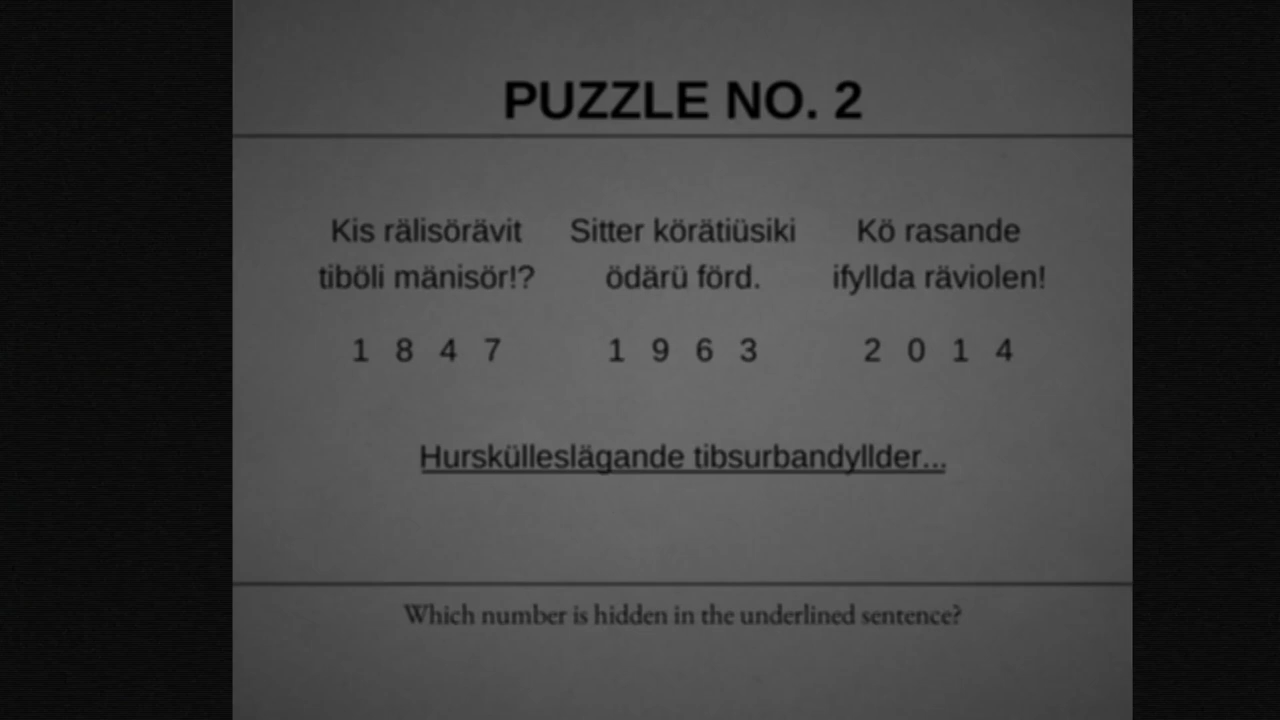 PUZZLE NO. 2
Kis rälisörävit
tiböli mänisör!?
1 8 4 7
Sitter körätiüsiki
ödärü förd.
1 9 6 3
Kö rasande
ifyllda räviolen!
2 0 1 4
Hurskülleslägande tibsurbandyllder...
Which number is hidden in the underlined sentence?